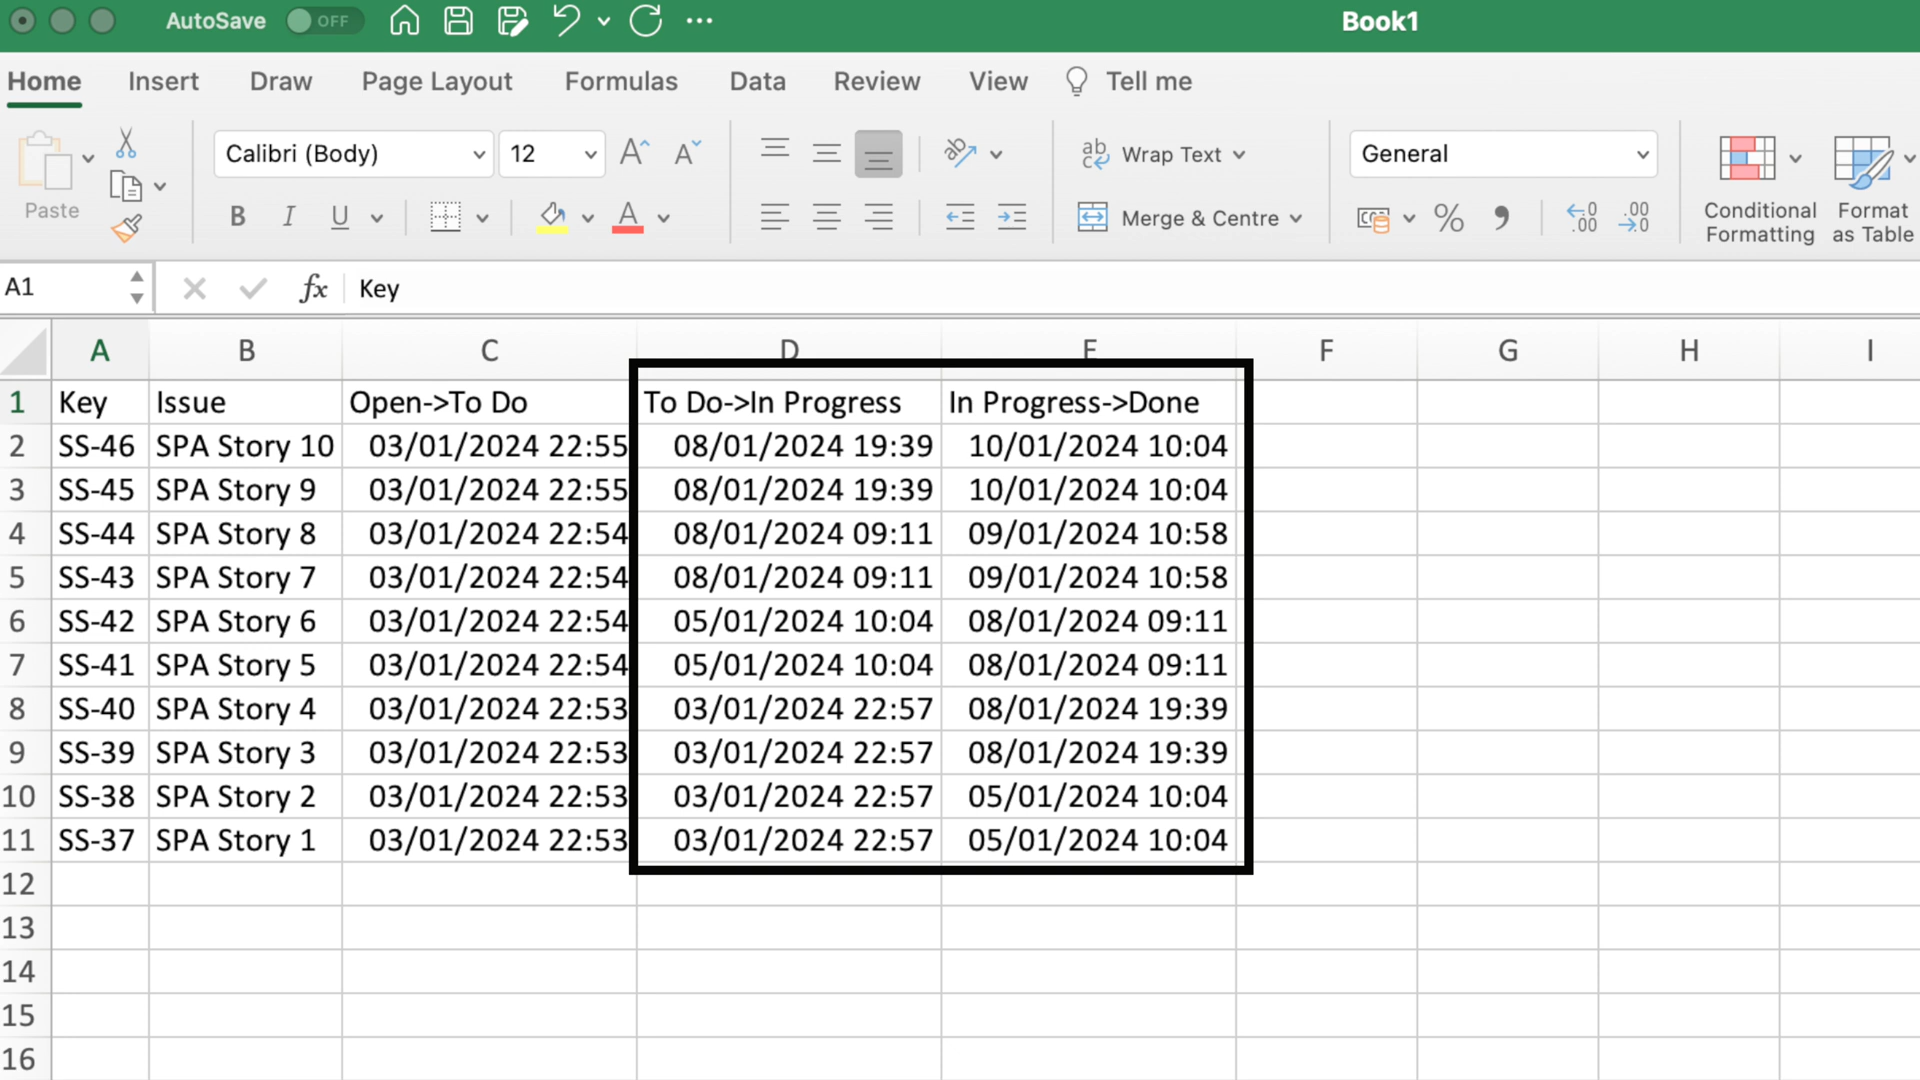 AutoSave OFF Book1
Home Insert Draw Page Layout Formulas Data Review View Tell me
Calibri (Body) 12 ab c Wrap Text General
Paste B I U A Merge & Centre % Conditional Formatting Format as Table
A1 fx Key
A B C D E F G H I
1 Key Issue Open->To Do To Do->In Progress In Progress->Done
2 SS-46 SPA Story 10 03/01/2024 22:55 08/01/2024 19:39 10/01/2024 10:04
3 SS-45 SPA Story 9 03/01/2024 22:55 08/01/2024 19:39 10/01/2024 10:04
4 SS-44 SPA Story 8 03/01/2024 22:54 08/01/2024 09:11 09/01/2024 10:58
5 SS-43 SPA Story 7 03/01/2024 22:54 08/01/2024 09:11 09/01/2024 10:58
6 SS-42 SPA Story 6 03/01/2024 22:54 05/01/2024 10:04 08/01/2024 09:11
7 SS-41 SPA Story 5 03/01/2024 22:54 05/01/2024 10:04 08/01/2024 09:11
8 SS-40 SPA Story 4 03/01/2024 22:53 03/01/2024 22:57 08/01/2024 19:39
9 SS-39 SPA Story 3 03/01/2024 22:53 03/01/2024 22:57 08/01/2024 19:39
10 SS-38 SPA Story 2 03/01/2024 22:53 03/01/2024 22:57 05/01/2024 10:04
11 SS-37 SPA Story 1 03/01/2024 22:53 03/01/2024 22:57 05/01/2024 10:04
12
13
14
15
16